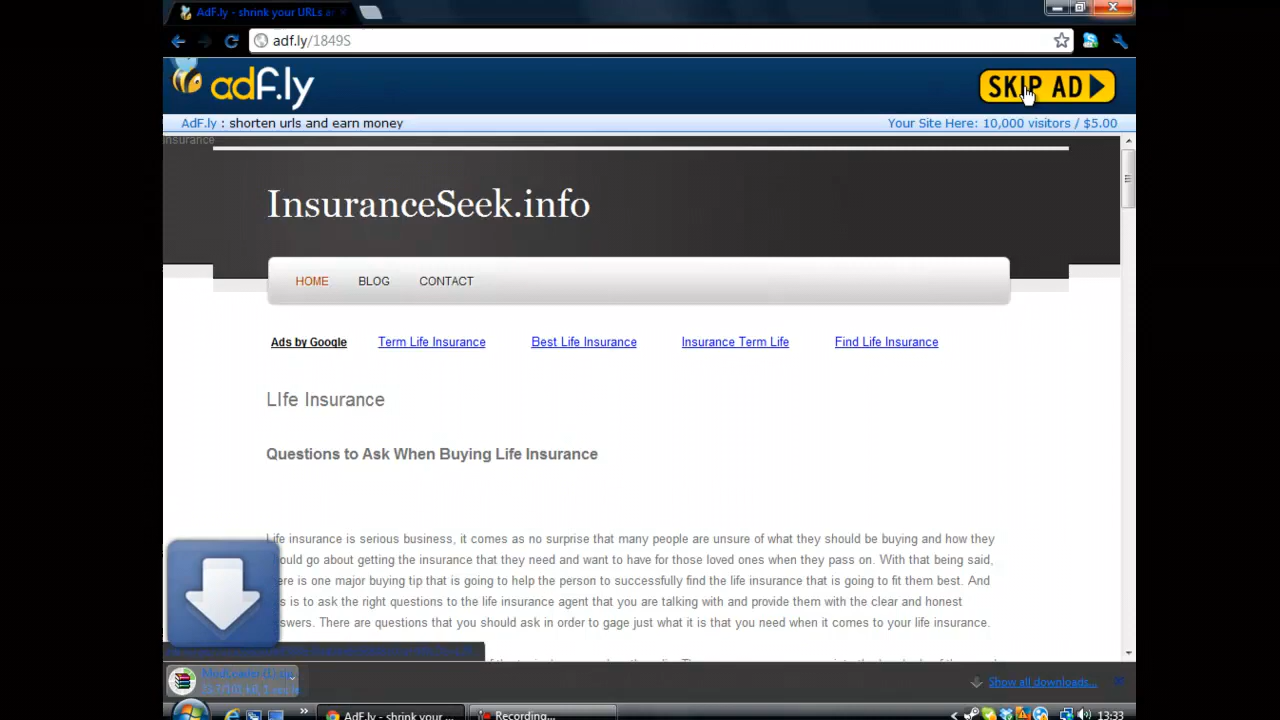 AdF.ly - shrink your URLs a
adf.ly/1849S
adf.ly
SKIP AD
AdF.ly : shorten urls and earn money
Your Site Here: 10,000 visitors / $5.00
insurance
InsuranceSeek.info
HOME BLOG CONTACT
Ads by Google Term Life Insurance Best Life Insurance Insurance Term Life Find Life Insurance
LIfe Insurance
Questions to Ask When Buying Life Insurance
Life insurance is serious business, it comes as no surprise that many people are unsure of what they should be buying and how they
should go about getting the insurance that they need and want to have for those loved ones when they pass on. With that being said,
there is one major buying tip that is going to help the person to successfully find the life insurance that is going to fit them best. And
is to ask the right questions to the life insurance agent that you are talking with and provide them with the clear and honest
answers. There are questions that you should ask in order to gage just what it is that you need when it comes to your life insurance.
ModLoader (1).zip
Show all downloads...
AdF.ly - shrink your ...
Recording...
13:33